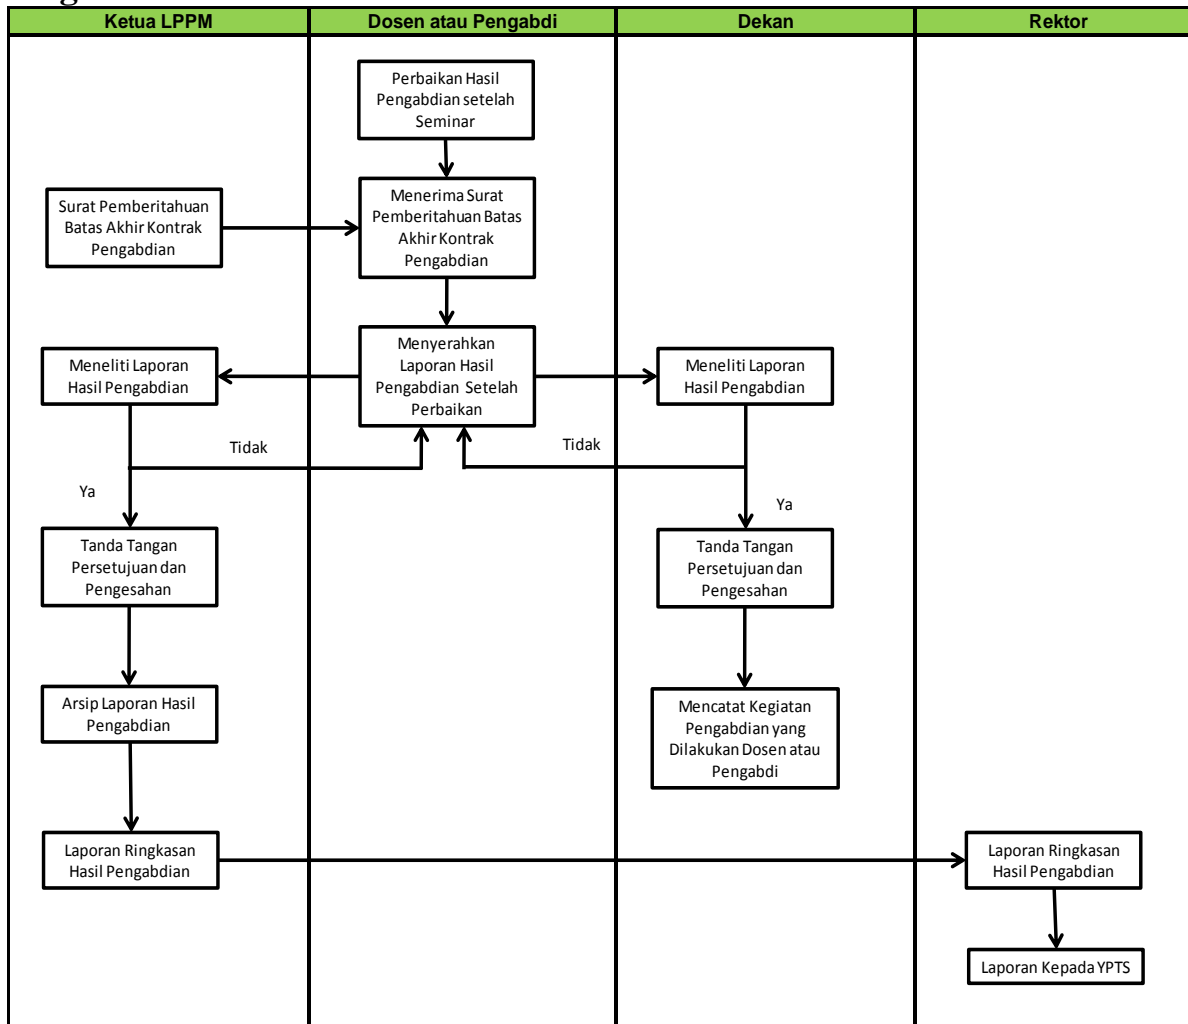 Ketua LPPM
Dosen atau Pengabdi
Dekan
Rektor
Perbaikan Hasil
Pengabdian setelah
Seminar
Surat Pemberitahuan
Batas Akhir Kontrak
Pengabdian
Menerima Surat
Pemberitahuan Batas
Akhir Kontrak
Pengabdian
Meneliti Laporan
Hasil Pengabdian
Menyerahkan
Laporan Hasil
Pengabdian Setelah
Perbaikan
Meneliti Laporan
Hasil Pengabdian
Tidak
Tidak
Ya
Ya
Tanda Tangan
Persetujuan dan
Pengesahan
Tanda Tangan
Persetujuan dan
Pengesahan
Arsip Laporan Hasil
Pengabdian
Mencatat Kegiatan
Pengabdian yang
Dilakukan Dosen atau
Pengabdi
Laporan Ringkasan
Hasil Pengabdian
Laporan Ringkasan
Hasil Pengabdian
Laporan Kepada YPTS